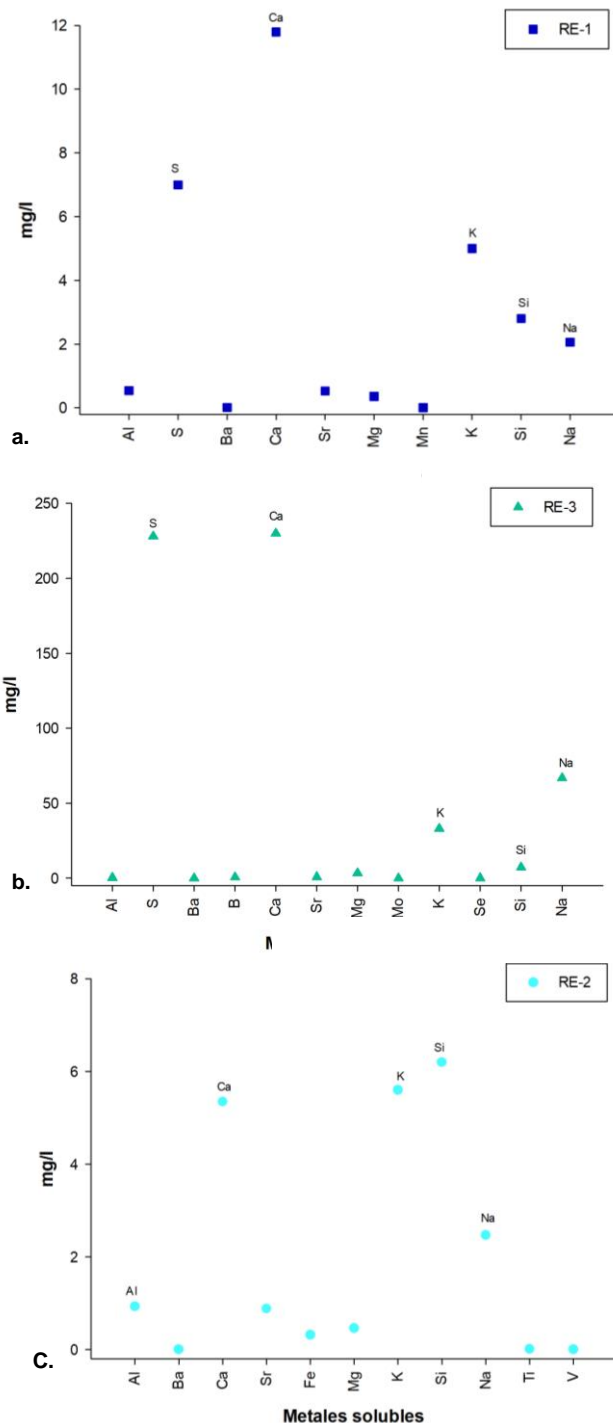 12
10
8
6
4
2
0
mg/l
RE-1
Ca
S
K
Si
Na
Al
S
Ba
Ca
Sr
Mg
Mn
K
Si
Na
a.
250
200
150
100
50
0
mg/l
RE-3
S
Ca
K
Si
Na
Al
S
Ba
B
Ca
Sr
Mg
Mo
K
Se
Si
Na
b.
8
6
4
2
0
mg/l
RE-2
Al
Ca
K
Si
Na
Al
Ba
Ca
Sr
Fe
Mg
K
Si
Na
Ti
V
C.
Metales solubles